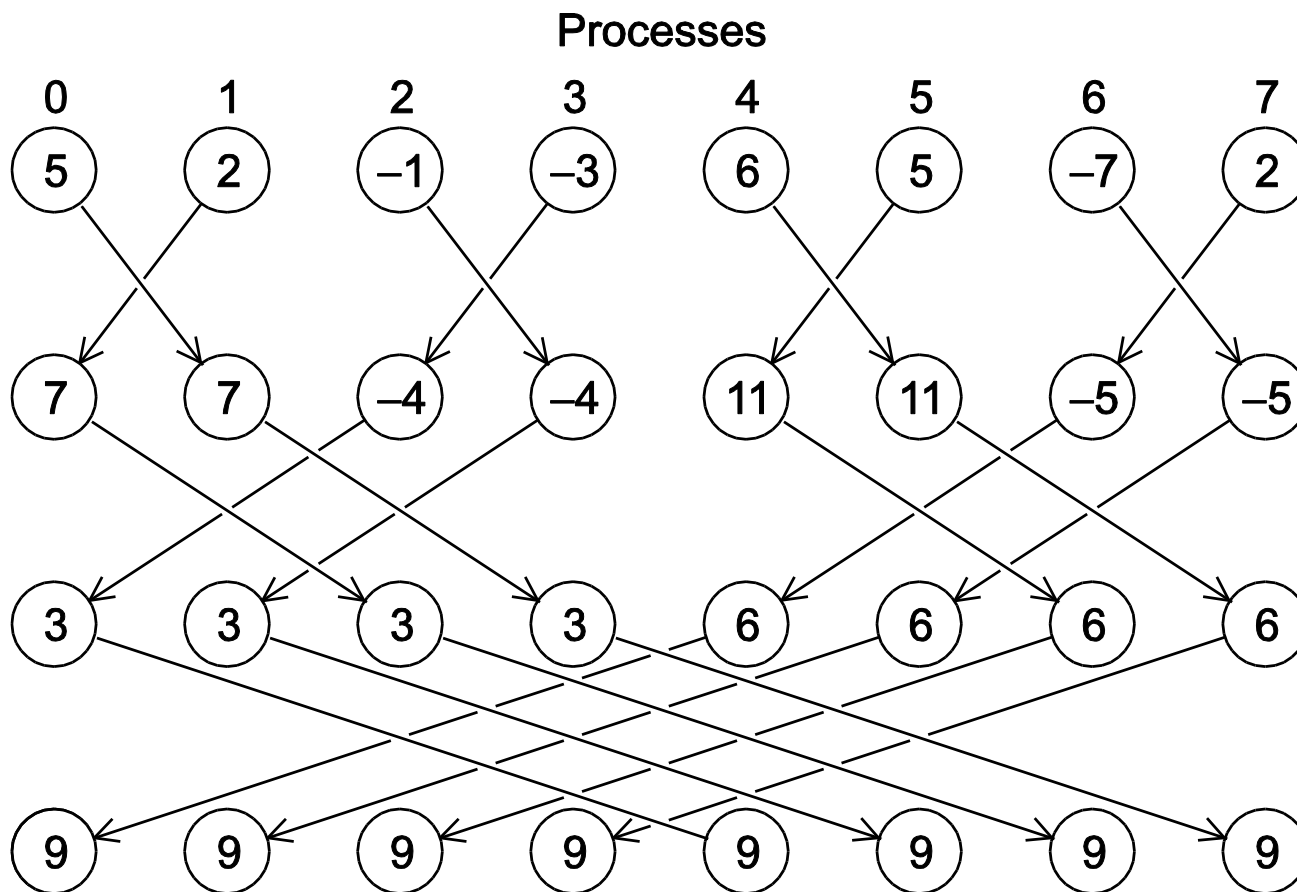 Processes
0 1 2 3 4 5 6 7
5 2 –1 –3 6 5 –7 2
7 7 –4 –4 11 11 –5 –5
3 3 3 3 6 6 6 6
9 9 9 9 9 9 9 9